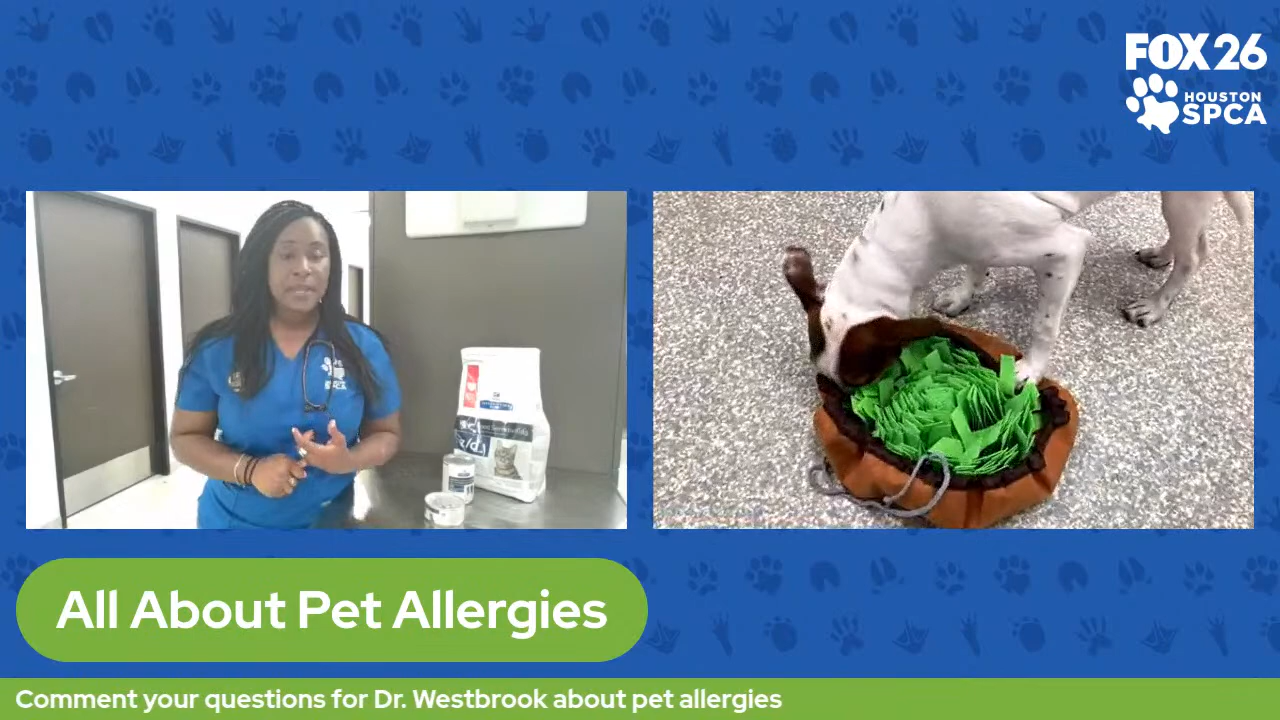 FOX 26
HOUSTON
SPCA
All About Pet Allergies
Comment your questions for Dr. Westbrook about pet allergies